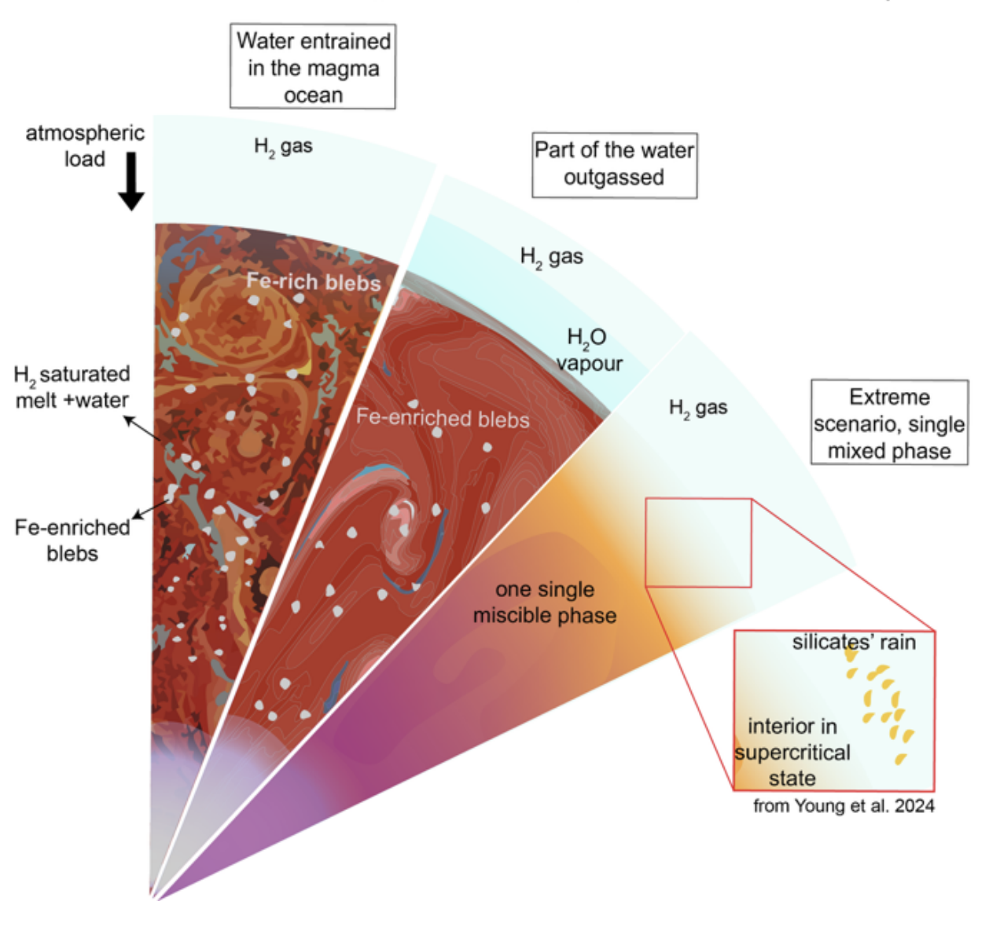 Water entrained
in the magma
ocean
atmospheric
load
H2 gas
Part of the water
outgassed
H2 gas
Fe-rich blebs
H2O
vapour
H2 saturated
melt +water
Fe-enriched blebs
H2 gas
Extreme
scenario, single
mixed phase
Fe-enriched
blebs
one single
miscible phase
silicates’ rain
interior in
supercritical
state
from Young et al. 2024